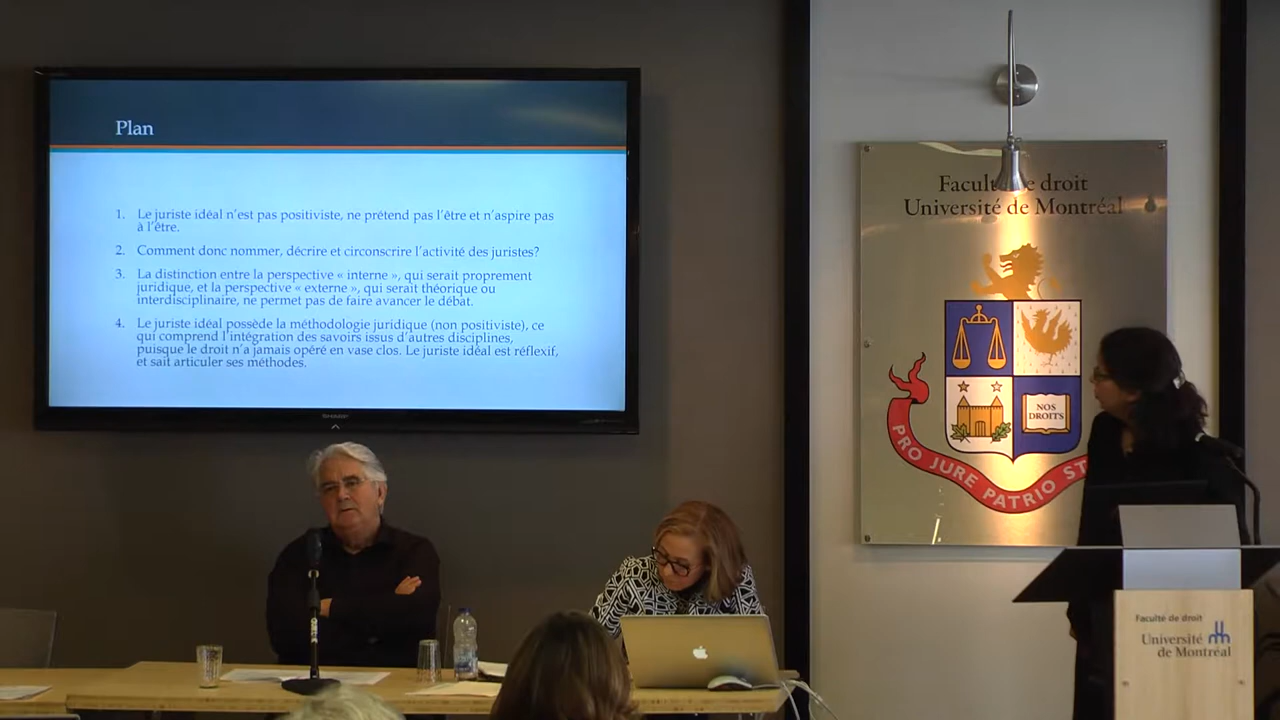 Plan
1. Le juriste idéal n'est pas positiviste, ne prétend pas l'être et n'aspire pas
à l'être.
2. Comment donc nommer, décrire et circonscrire l'activité des juristes?
3. La distinction entre la perspective « interne », qui serait proprement
juridique, et la perspective « externe », qui serait théorique ou
interdisciplinaire, ne permet pas de faire avancer le débat.
4. Le juriste idéal possède la méthodologie juridique (non positiviste), ce
qui comprend l'intégration des savoirs issus d'autres disciplines,
puisque le droit n'a jamais opéré en vase clos. Le juriste idéal est réflexif,
et sait articuler ses méthodes.
Faculté de droit
Université de Montréal
NOS
DROITS
PRO JURE PATRIO ST
Faculté de droit
Université
de Montréal